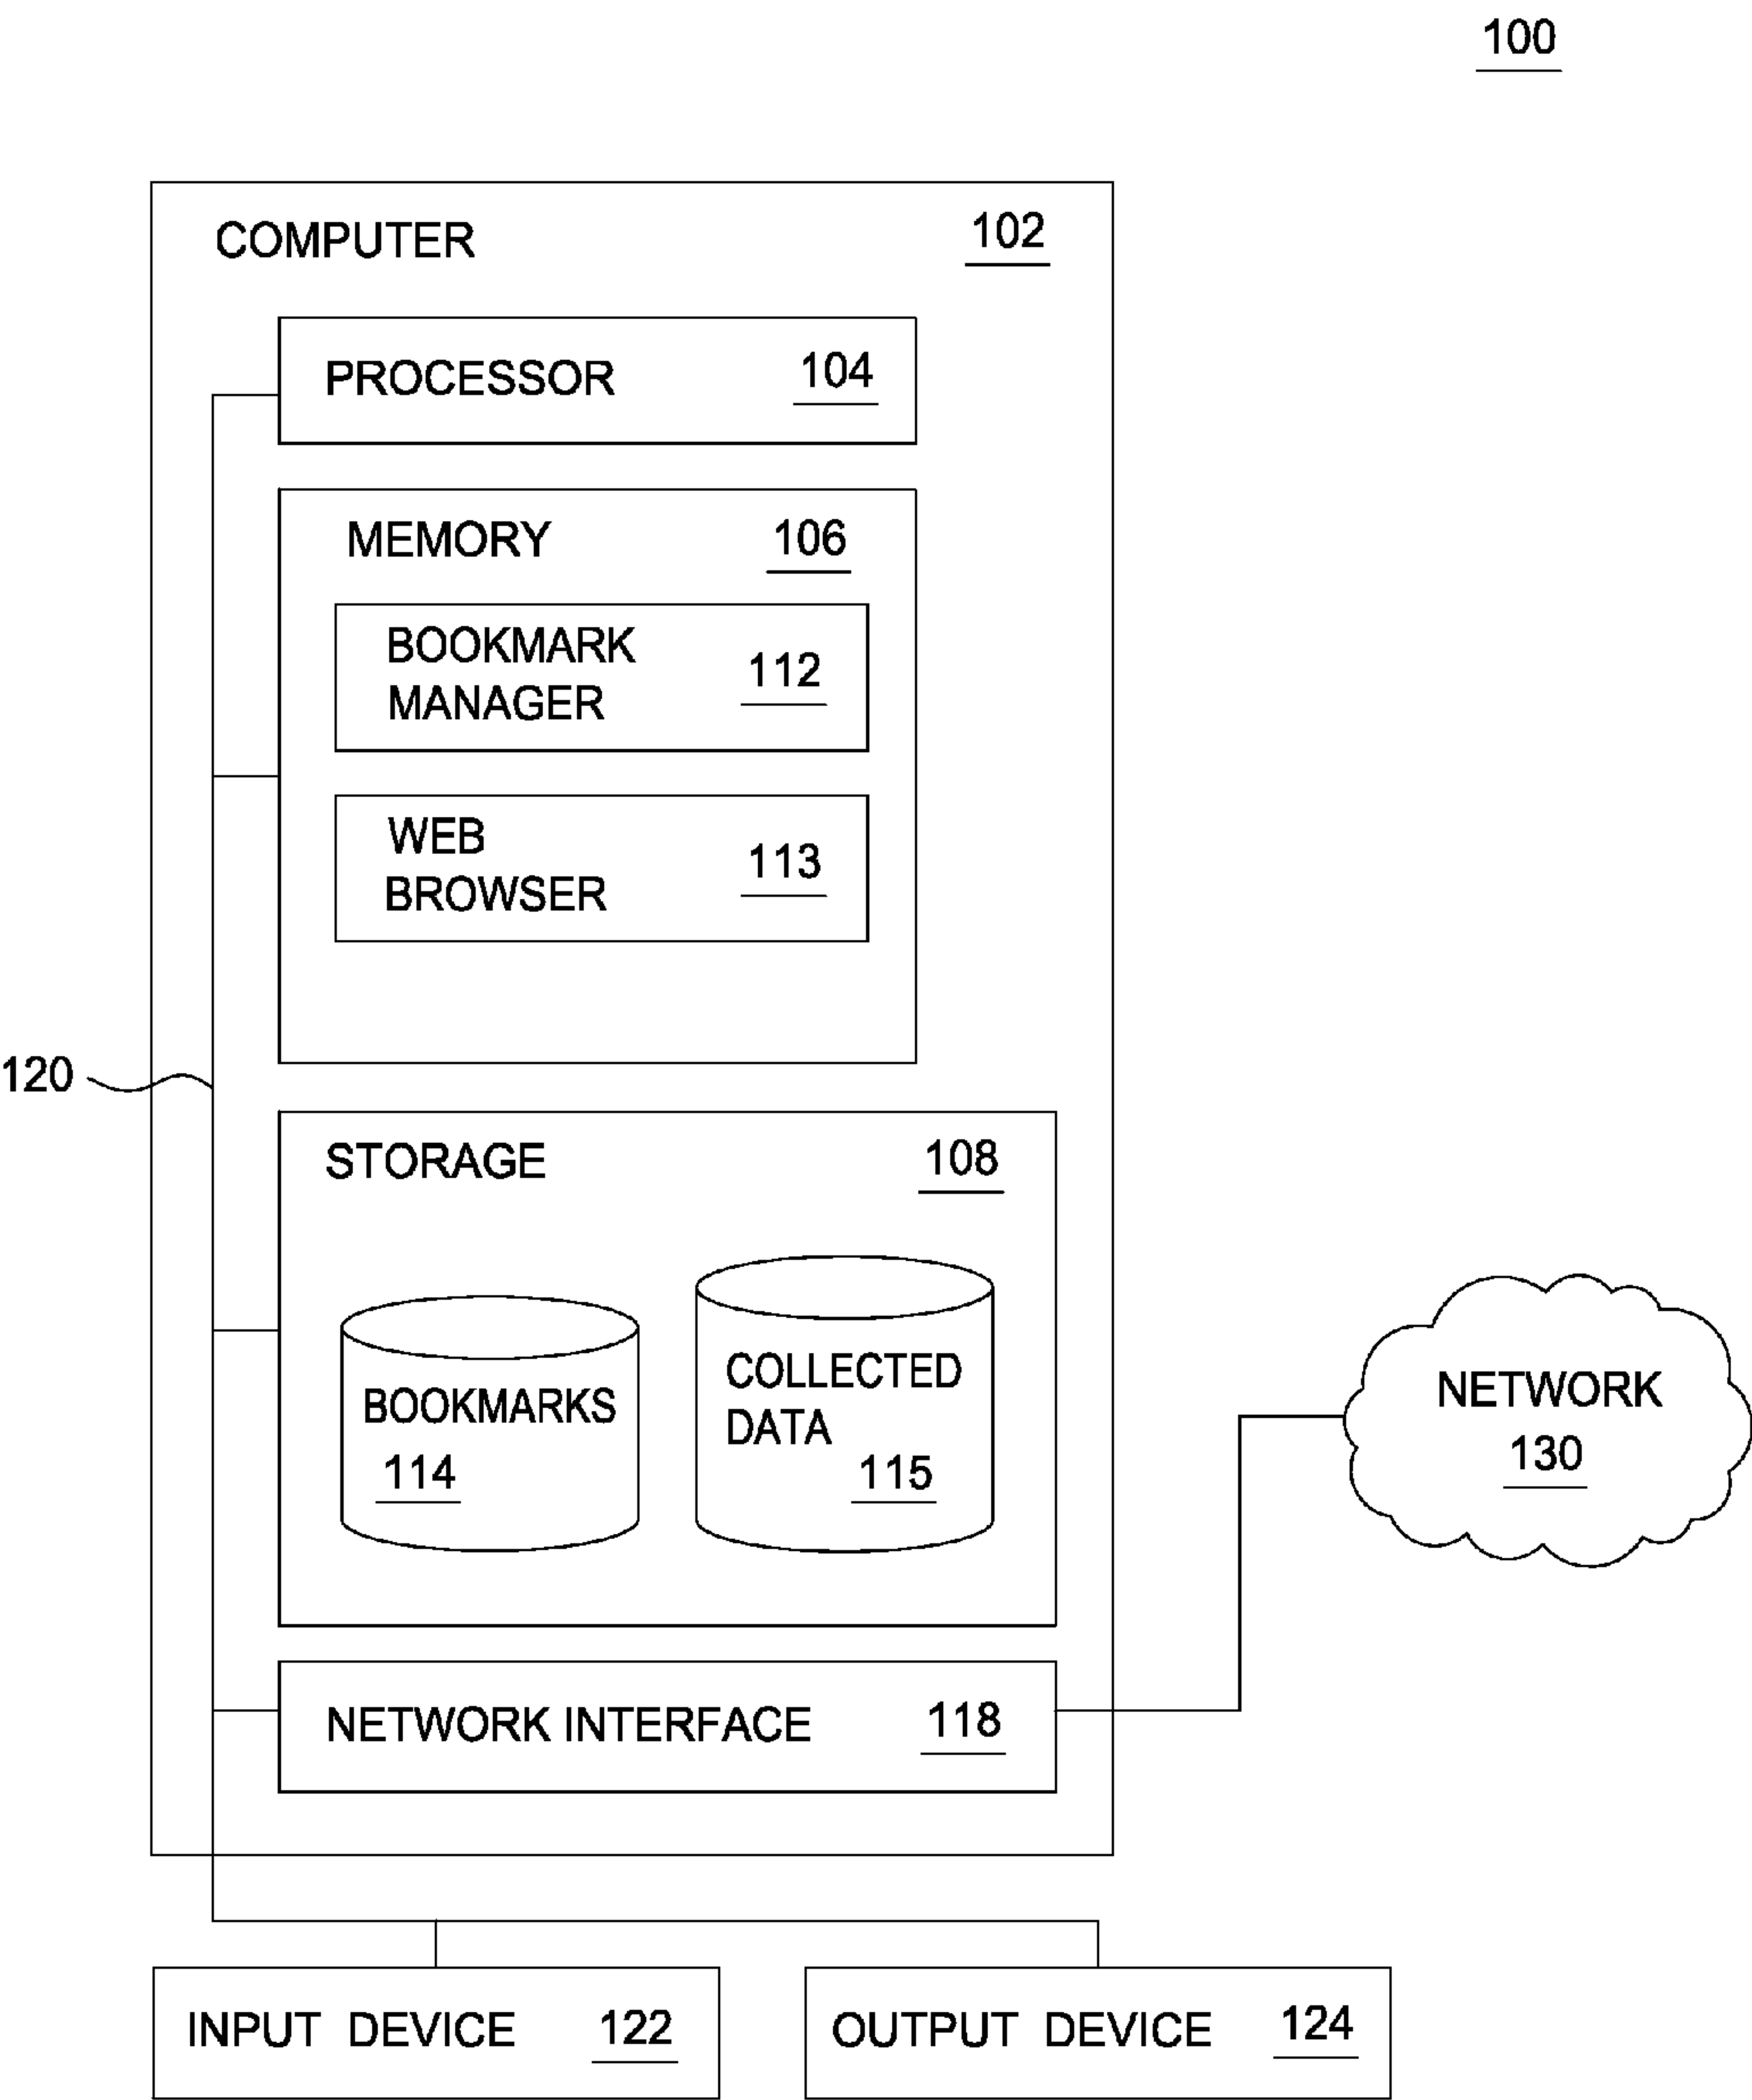 100
COMPUTER 102
PROCESSOR 104
MEMORY 106
BOOKMARK
MANAGER 112
WEB
BROWSER 113
120
STORAGE 108
BOOKMARKS
114
COLLECTED
DATA
115
NETWORK
130
NETWORK INTERFACE 118
INPUT DEVICE 122
OUTPUT DEVICE 124